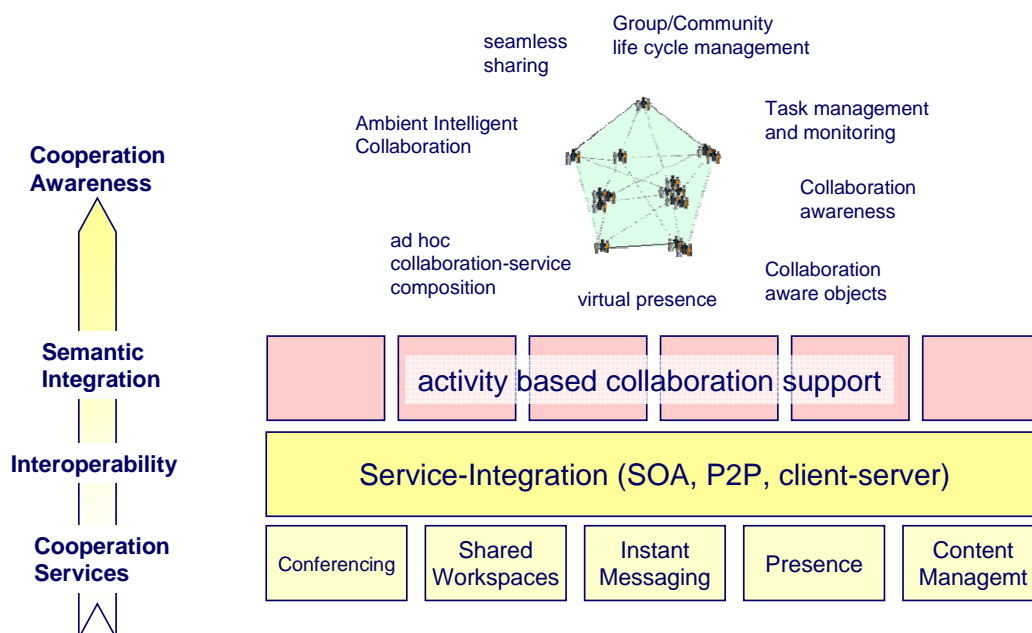 Group/Community
life cycle management
seamless
sharing
Task management
and monitoring
Ambient Intelligent
Collaboration
Cooperation
Awareness
Collaboration
awareness
ad hoc
collaboration-service
composition
Collaboration
aware objects
virtual presence
Semantic
Integration
activity based collaboration support
Interoperability
Service-Integration (SOA, P2P, client-server)
Cooperation
Services
Conferencing
Shared
Workspaces
Instant
Messaging
Presence
Content
Managemt